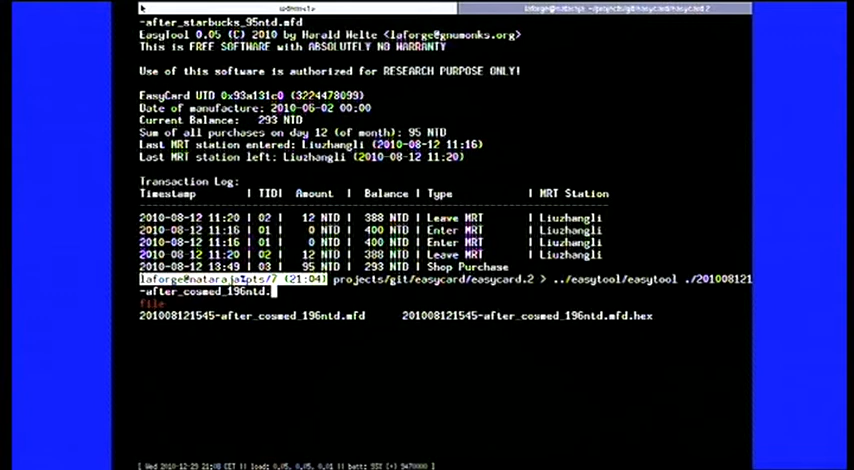 -after_starbucks_95ntd.mfd
EasyTool 0.05 (C) 2010 by Harald Welte <laforge@gnumonks.org>
This is FREE SOFTWARE with ABSOLUTELY NO WARRANTY
Use of this software is authorized for RESEARCH PURPOSE ONLY!
EasyCard UID 0x93a131c0 (3224478099)
Date of manufacture: 2010-06-02 00:00
Current Balance: 293 NTD
Sum of all purchases on day 12 (of month): 95 NTD
Last MRT station entered: Liuzhangli (2010-08-12 11:16)
Last MRT station left: Liuzhangli (2010-08-12 11:20)
Transaction Log:
Timestamp | TID| Amount | Balance | Type | MRT Station
2010-08-12 11:20 | 02 | 12 NTD | 388 NTD | Leave MRT | Liuzhangli
2010-08-12 11:16 | 01 | 0 NTD | 400 NTD | Enter MRT | Liuzhangli
2010-08-12 11:16 | 01 | 0 NTD | 400 NTD | Enter MRT | Liuzhangli
2010-08-12 11:20 | 02 | 12 NTD | 388 NTD | Leave MRT | Liuzhangli
2010-08-12 13:49 | 03 | 95 NTD | 293 NTD | Shop Purchase
laforge@nataraja%pts/7 (21:04) projects/git/easycard/easycard.2 > ../easytool/easytool ./201008121
-after_cosmed_196ntd.
file
201008121545-after_cosmed_196ntd.mfd 201008121545-after_cosmed_196ntd.mfd.hex